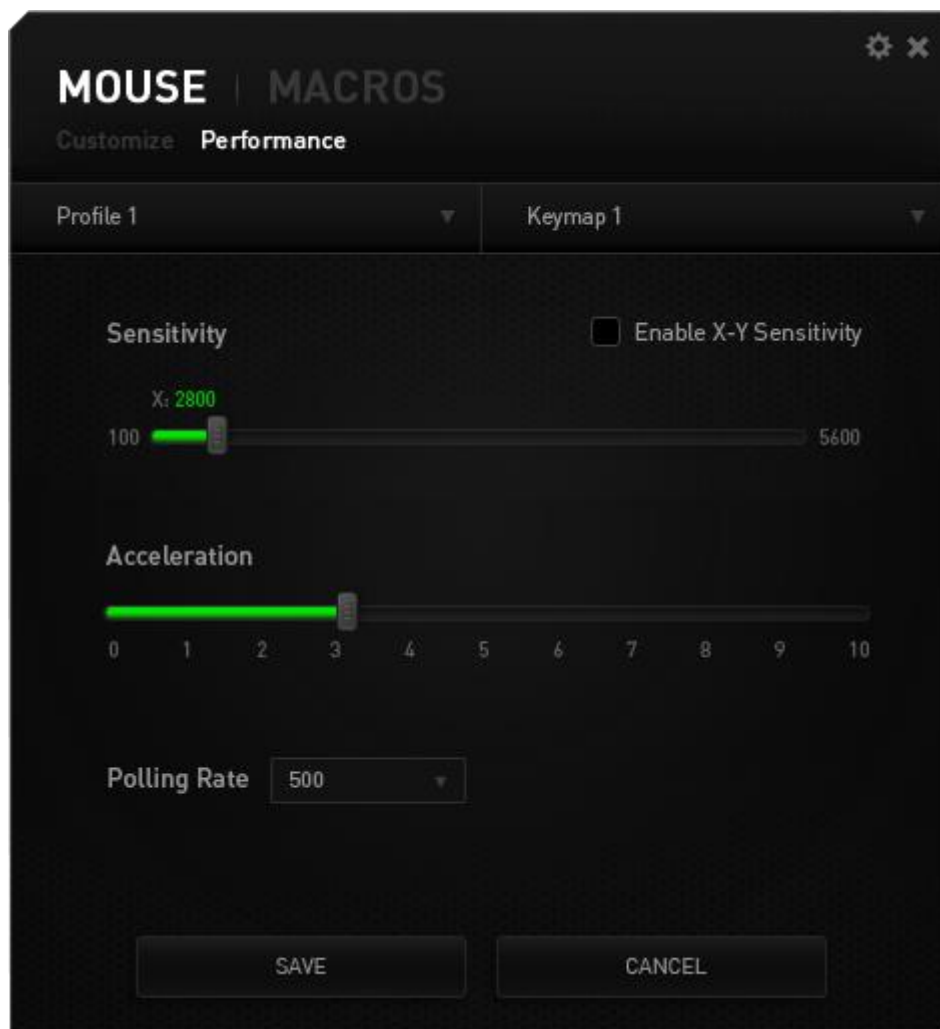 MOUSE | MACROS
Customize Performance
Profile 1 Keymap 1
Sensitivity Enable X-Y Sensitivity
X: 2800
100 5600
Acceleration
0 1 2 3 4 5 6 7 8 9 10
Polling Rate 500
SAVE CANCEL